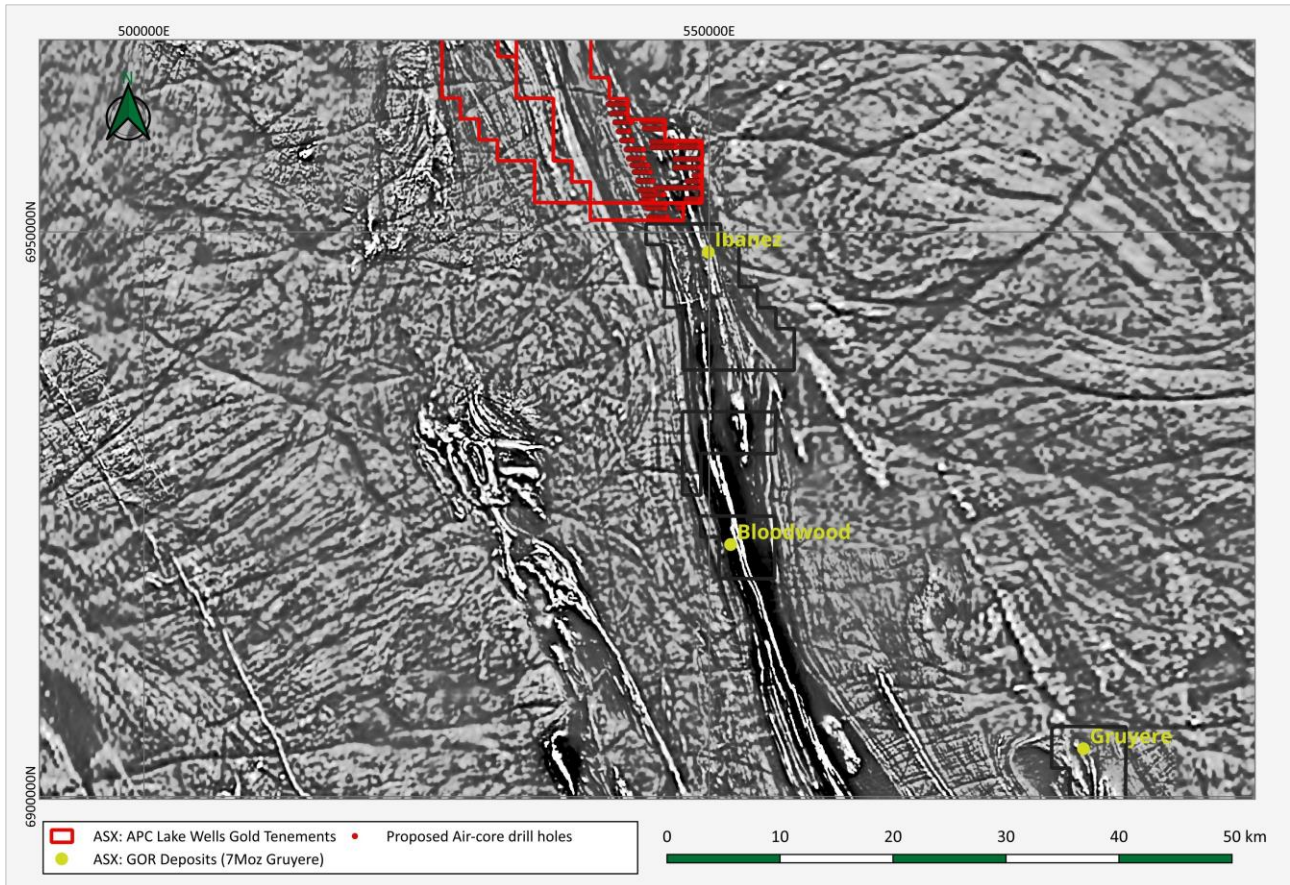 500000E
550000E
N
6950000N
Ibanez
Bloodwood
Gruyere
6900000N
ASX: APC Lake Wells Gold Tenements
Proposed Air-core drill holes
ASX: GOR Deposits (7Moz Gruyere)
0 10 20 30 40 50 km